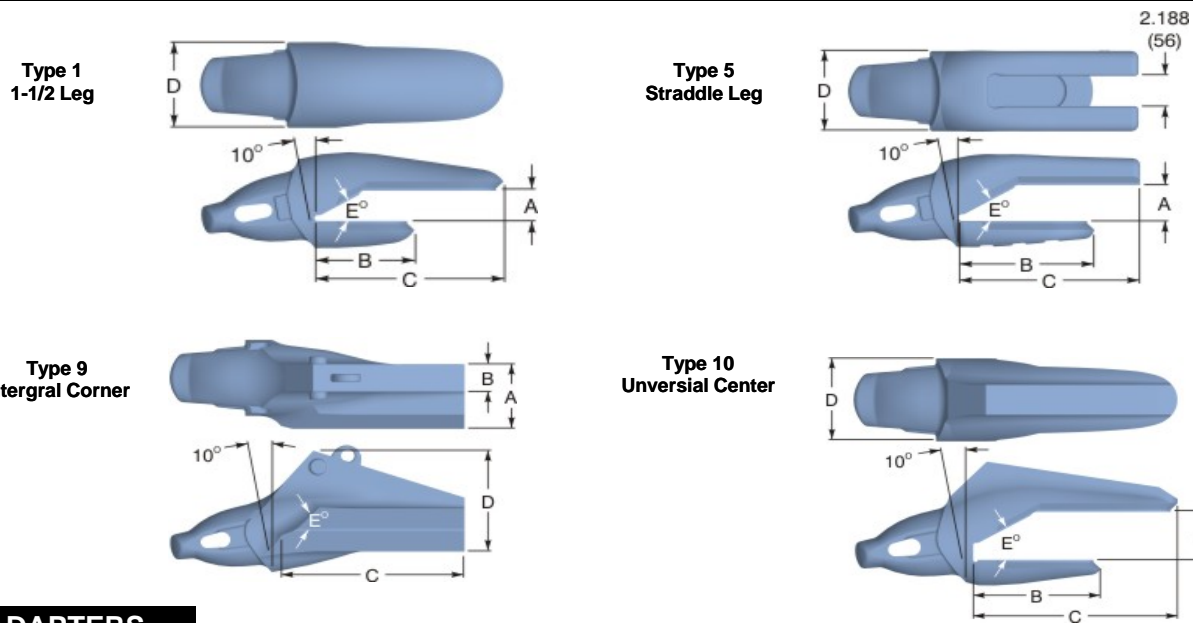 Type 1
1-1/2 Leg
D
10°
E°
A
B
C
Type 5
Straddle Leg
2.188
(56)
D
10°
E°
A
B
C
Type 9
tergral Corner
B
A
10°
E°
D
C
Type 10
Unversial Center
D
10°
E°
B
C
DAPTERS